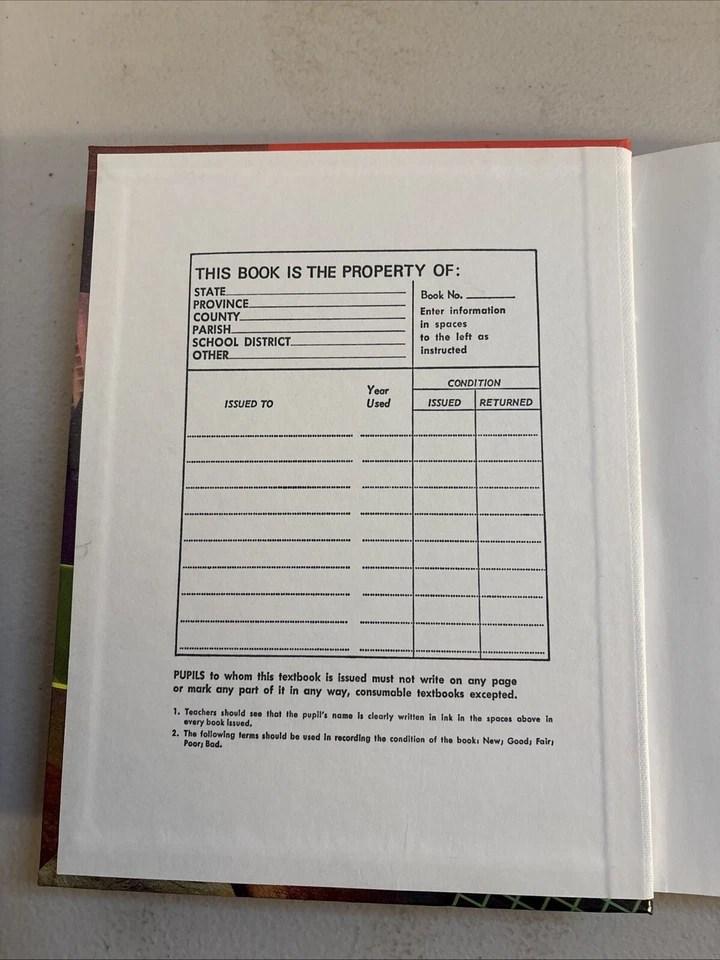 THIS BOOK IS THE PROPERTY OF:
STATE
PROVINCE
COUNTY
PARISH
SCHOOL DISTRICT
OTHER
Book No.
Enter information
in spaces
to the left as
instructed
ISSUED TO
Year
Used
CONDITION
ISSUED
RETURNED
PUPILS to whom this textbook is issued must not write on any page
or mark any part of it in any way, consumable textbooks excepted.
1. Teachers should see that the pupil's name is clearly written in ink in the spaces above in
every book issued.
2. The following terms should be used in recording the condition of the book: New; Good; Fair;
Poor; Bad.